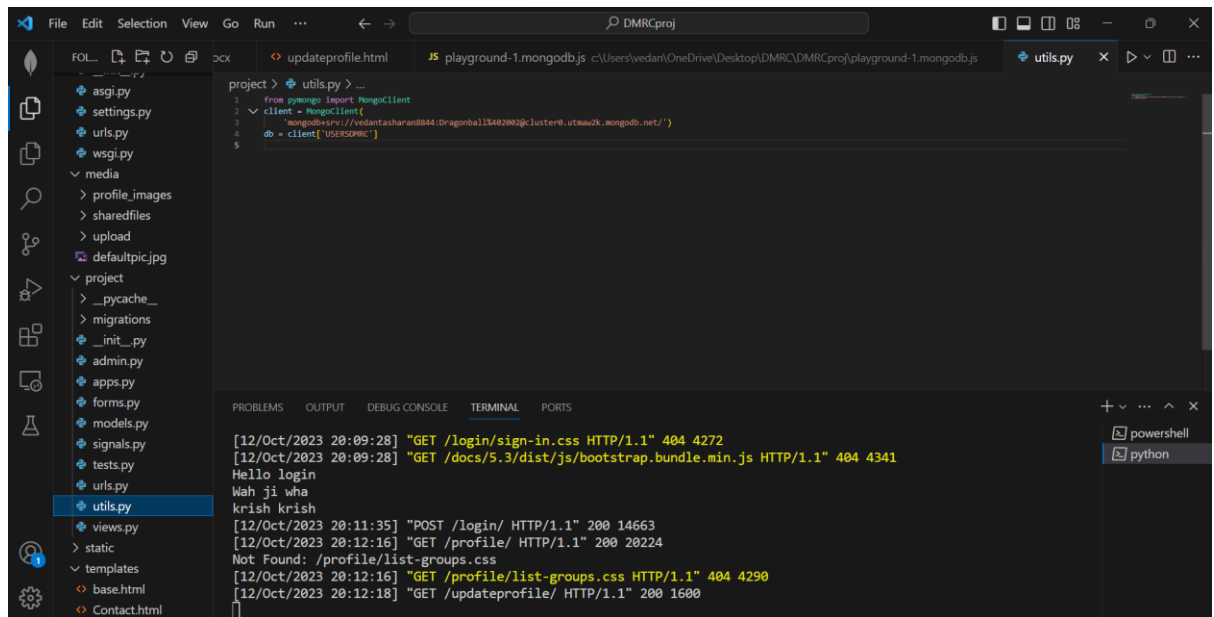 File Edit Selection View Go Run ... DMRCproj
FOL... ocx updateprofile.html JS playground-1.mongodb.js c:\Users\vedan\OneDrive\Desktop\DMRC\DMRCproj\playground-1.mongodb.js utils.py
asgi.py
settings.py
urls.py
wsgi.py
media
profile_images
sharedfiles
upload
defaultpic.jpg
project
__pycache__
migrations
__init__.py
admin.py
apps.py
forms.py
models.py
signals.py
tests.py
urls.py
utils.py
views.py
static
templates
base.html
Contact.html
project > utils.py > ...
1 from pymongo import MongoClient
2 client = MongoClient(
3 'mongodb+srv://vedantasharan8844:Dragonball%402002@cluster0.utmaw2k.mongodb.net/')
4 db = client['USERSDMRC']
5
PROBLEMS OUTPUT DEBUG CONSOLE TERMINAL PORTS
[12/Oct/2023 20:09:28] "GET /login/sign-in.css HTTP/1.1" 404 4272
[12/Oct/2023 20:09:28] "GET /docs/5.3/dist/js/bootstrap.bundle.min.js HTTP/1.1" 404 4341
Hello login
Wah ji wha
krish krish
[12/Oct/2023 20:11:35] "POST /login/ HTTP/1.1" 200 14663
[12/Oct/2023 20:12:16] "GET /profile/ HTTP/1.1" 200 20224
Not Found: /profile/list-groups.css
[12/Oct/2023 20:12:16] "GET /profile/list-groups.css HTTP/1.1" 404 4290
[12/Oct/2023 20:12:18] "GET /updateprofile/ HTTP/1.1" 200 1600
powershell
python
1